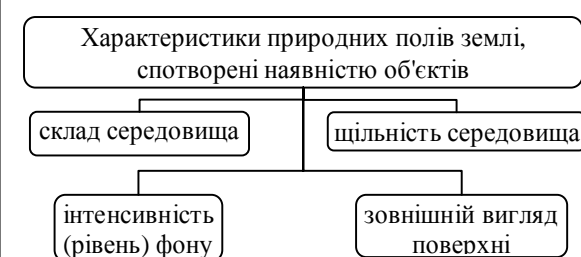 Характеристики природних полів землі,
спотворені наявністю об'єктів
склад середовища
щільність середовища
інтенсивність
(рівень) фону
зовнішній вигляд
поверхні